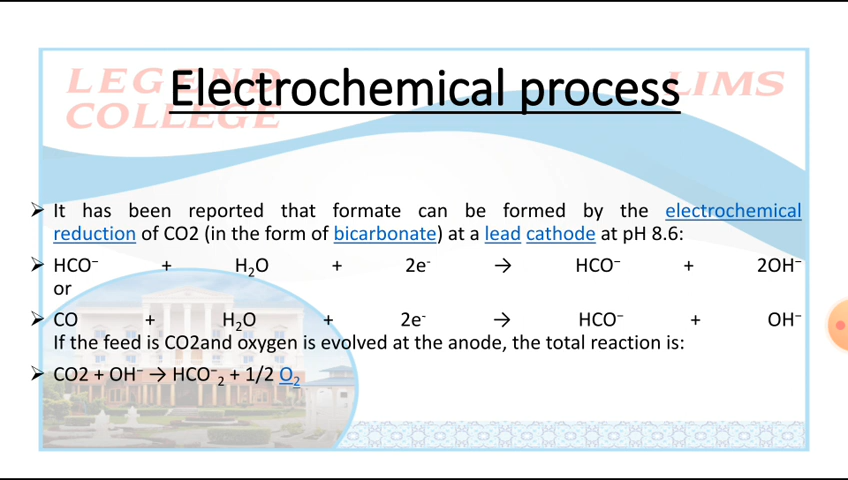 LEGEND LIMS
COLLEGE
Electrochemical process
➢ It has been reported that formate can be formed by the electrochemical
reduction of CO2 (in the form of bicarbonate) at a lead cathode at pH 8.6:
➢ HCO⁻ + H₂O + 2e⁻ → HCO⁻ + 2OH⁻
or
➢ CO + H₂O + 2e⁻ → HCO⁻ + OH⁻
If the feed is CO2and oxygen is evolved at the anode, the total reaction is:
➢ CO2 + OH⁻ → HCO⁻₂ + 1/2 O₂